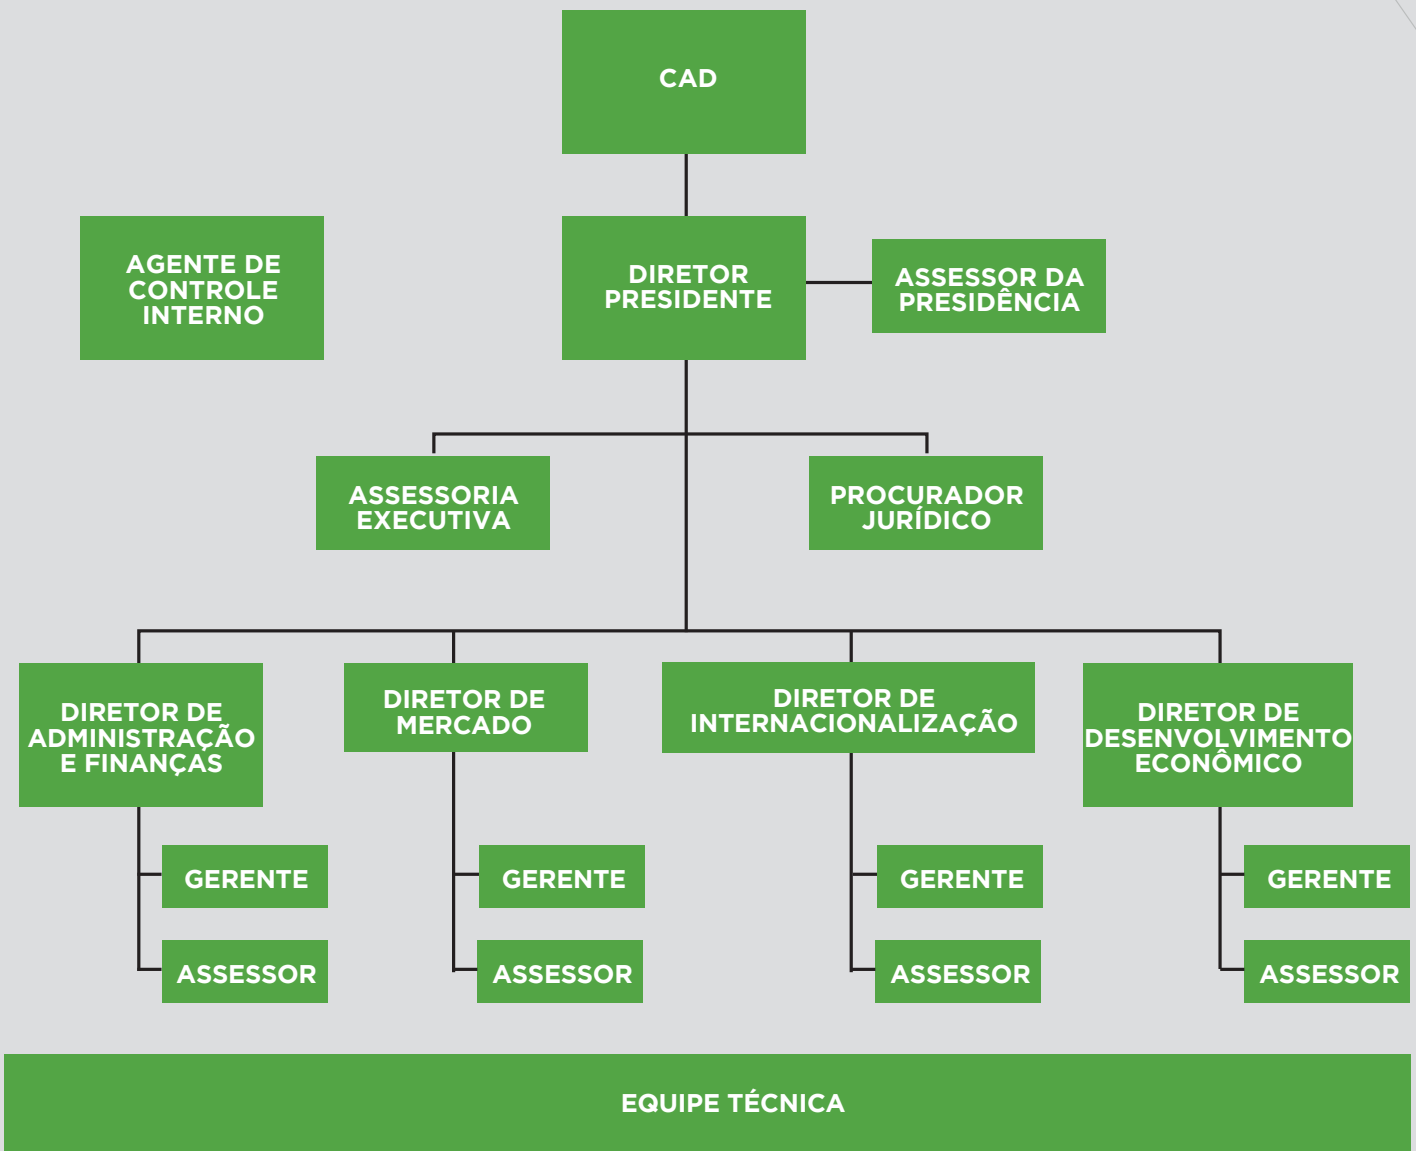 CAD
AGENTE DE
CONTROLE
INTERNO
DIRETOR
PRESIDENTE
ASSESSOR DA
PRESIDÊNCIA
ASSESSORIA
EXECUTIVA
PROCURADOR
JURÍDICO
DIRETOR DE
ADMINISTRAÇÃO
E FINANÇAS
DIRETOR DE
MERCADO
DIRETOR DE
INTERNACIONALIZAÇÃO
DIRETOR DE
DESENVOLVIMENTO
ECONÔMICO
GERENTE
GERENTE
GERENTE
GERENTE
ASSESSOR
ASSESSOR
ASSESSOR
ASSESSOR
EQUIPE TÉCNICA